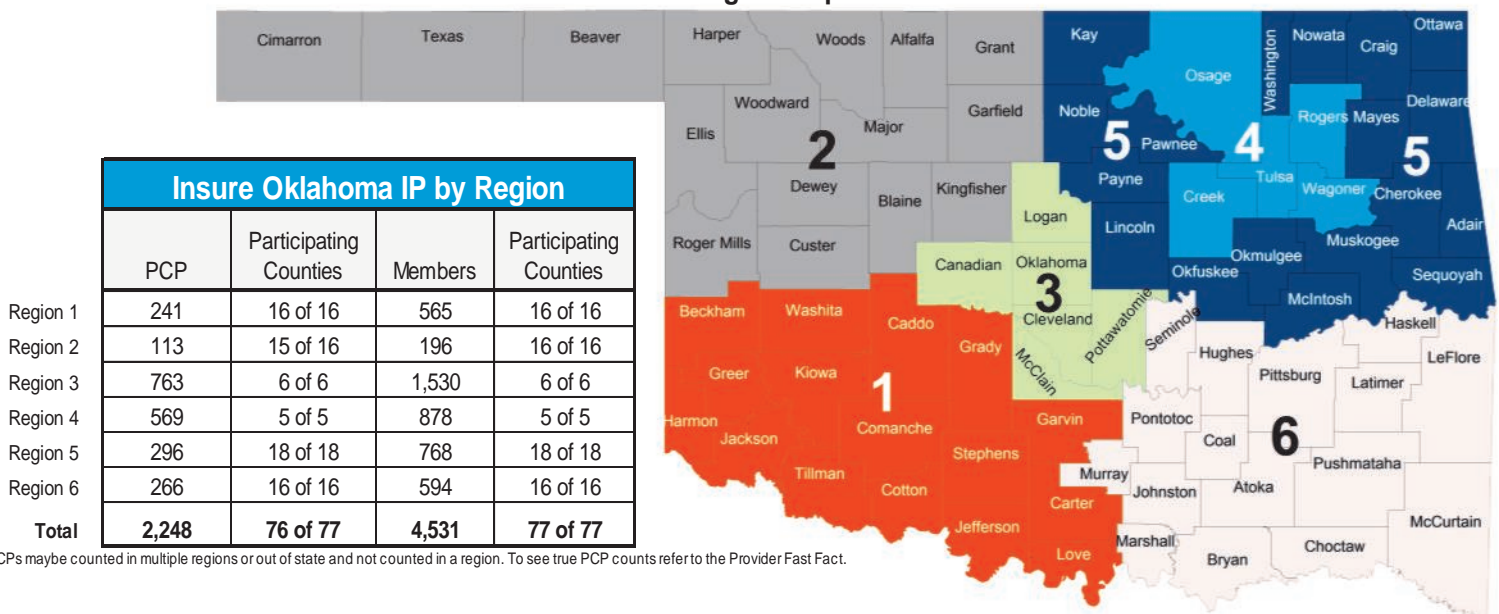 Cimarron
Texas
Beaver
Harper
Woods
Alfalfa
Grant
Kay
Osage
Washington
Nowata
Craig
Ottawa
Ellis
Woodward
Major
Garfield
Noble
Pawnee
Rogers
Mayes
Delaware
2
5
4
5
Dewey
Blaine
Kingfisher
Logan
Payne
Creek
Tulsa
Wagoner
Cherokee
Adair
Roger Mills
Custer
Canadian
Oklahoma
Lincoln
Okfuskee
Okmulgee
Muskogee
McIntosh
Sequoyah
3
Cleveland
Pottawatomie
McClain
Seminole
Beckham
Washita
Caddo
Grady
Greer
Kiowa
1
Harmon
Jackson
Comanche
Garvin
Stephens
Tillman
Cotton
Carter
Jefferson
Love
Hughes
Haskell
Pittsburg
Latimer
LeFlore
Pontotoc
Coal
6
Murray
Johnston
Atoka
Pushmataha
Marshall
Bryan
Choctaw
McCurtain
Insure Oklahoma IP by Region
PCP Participating Counties Members Participating Counties
Region 1 241 16 of 16 565 16 of 16
Region 2 113 15 of 16 196 16 of 16
Region 3 763 6 of 6 1,530 6 of 6
Region 4 569 5 of 5 878 5 of 5
Region 5 296 18 of 18 768 18 of 18
Region 6 266 16 of 16 594 16 of 16
Total 2,248 76 of 77 4,531 77 of 77
CPs maybe counted in multiple regions or out of state and not counted in a region. To see true PCP counts refer to the Provider Fast Fact.